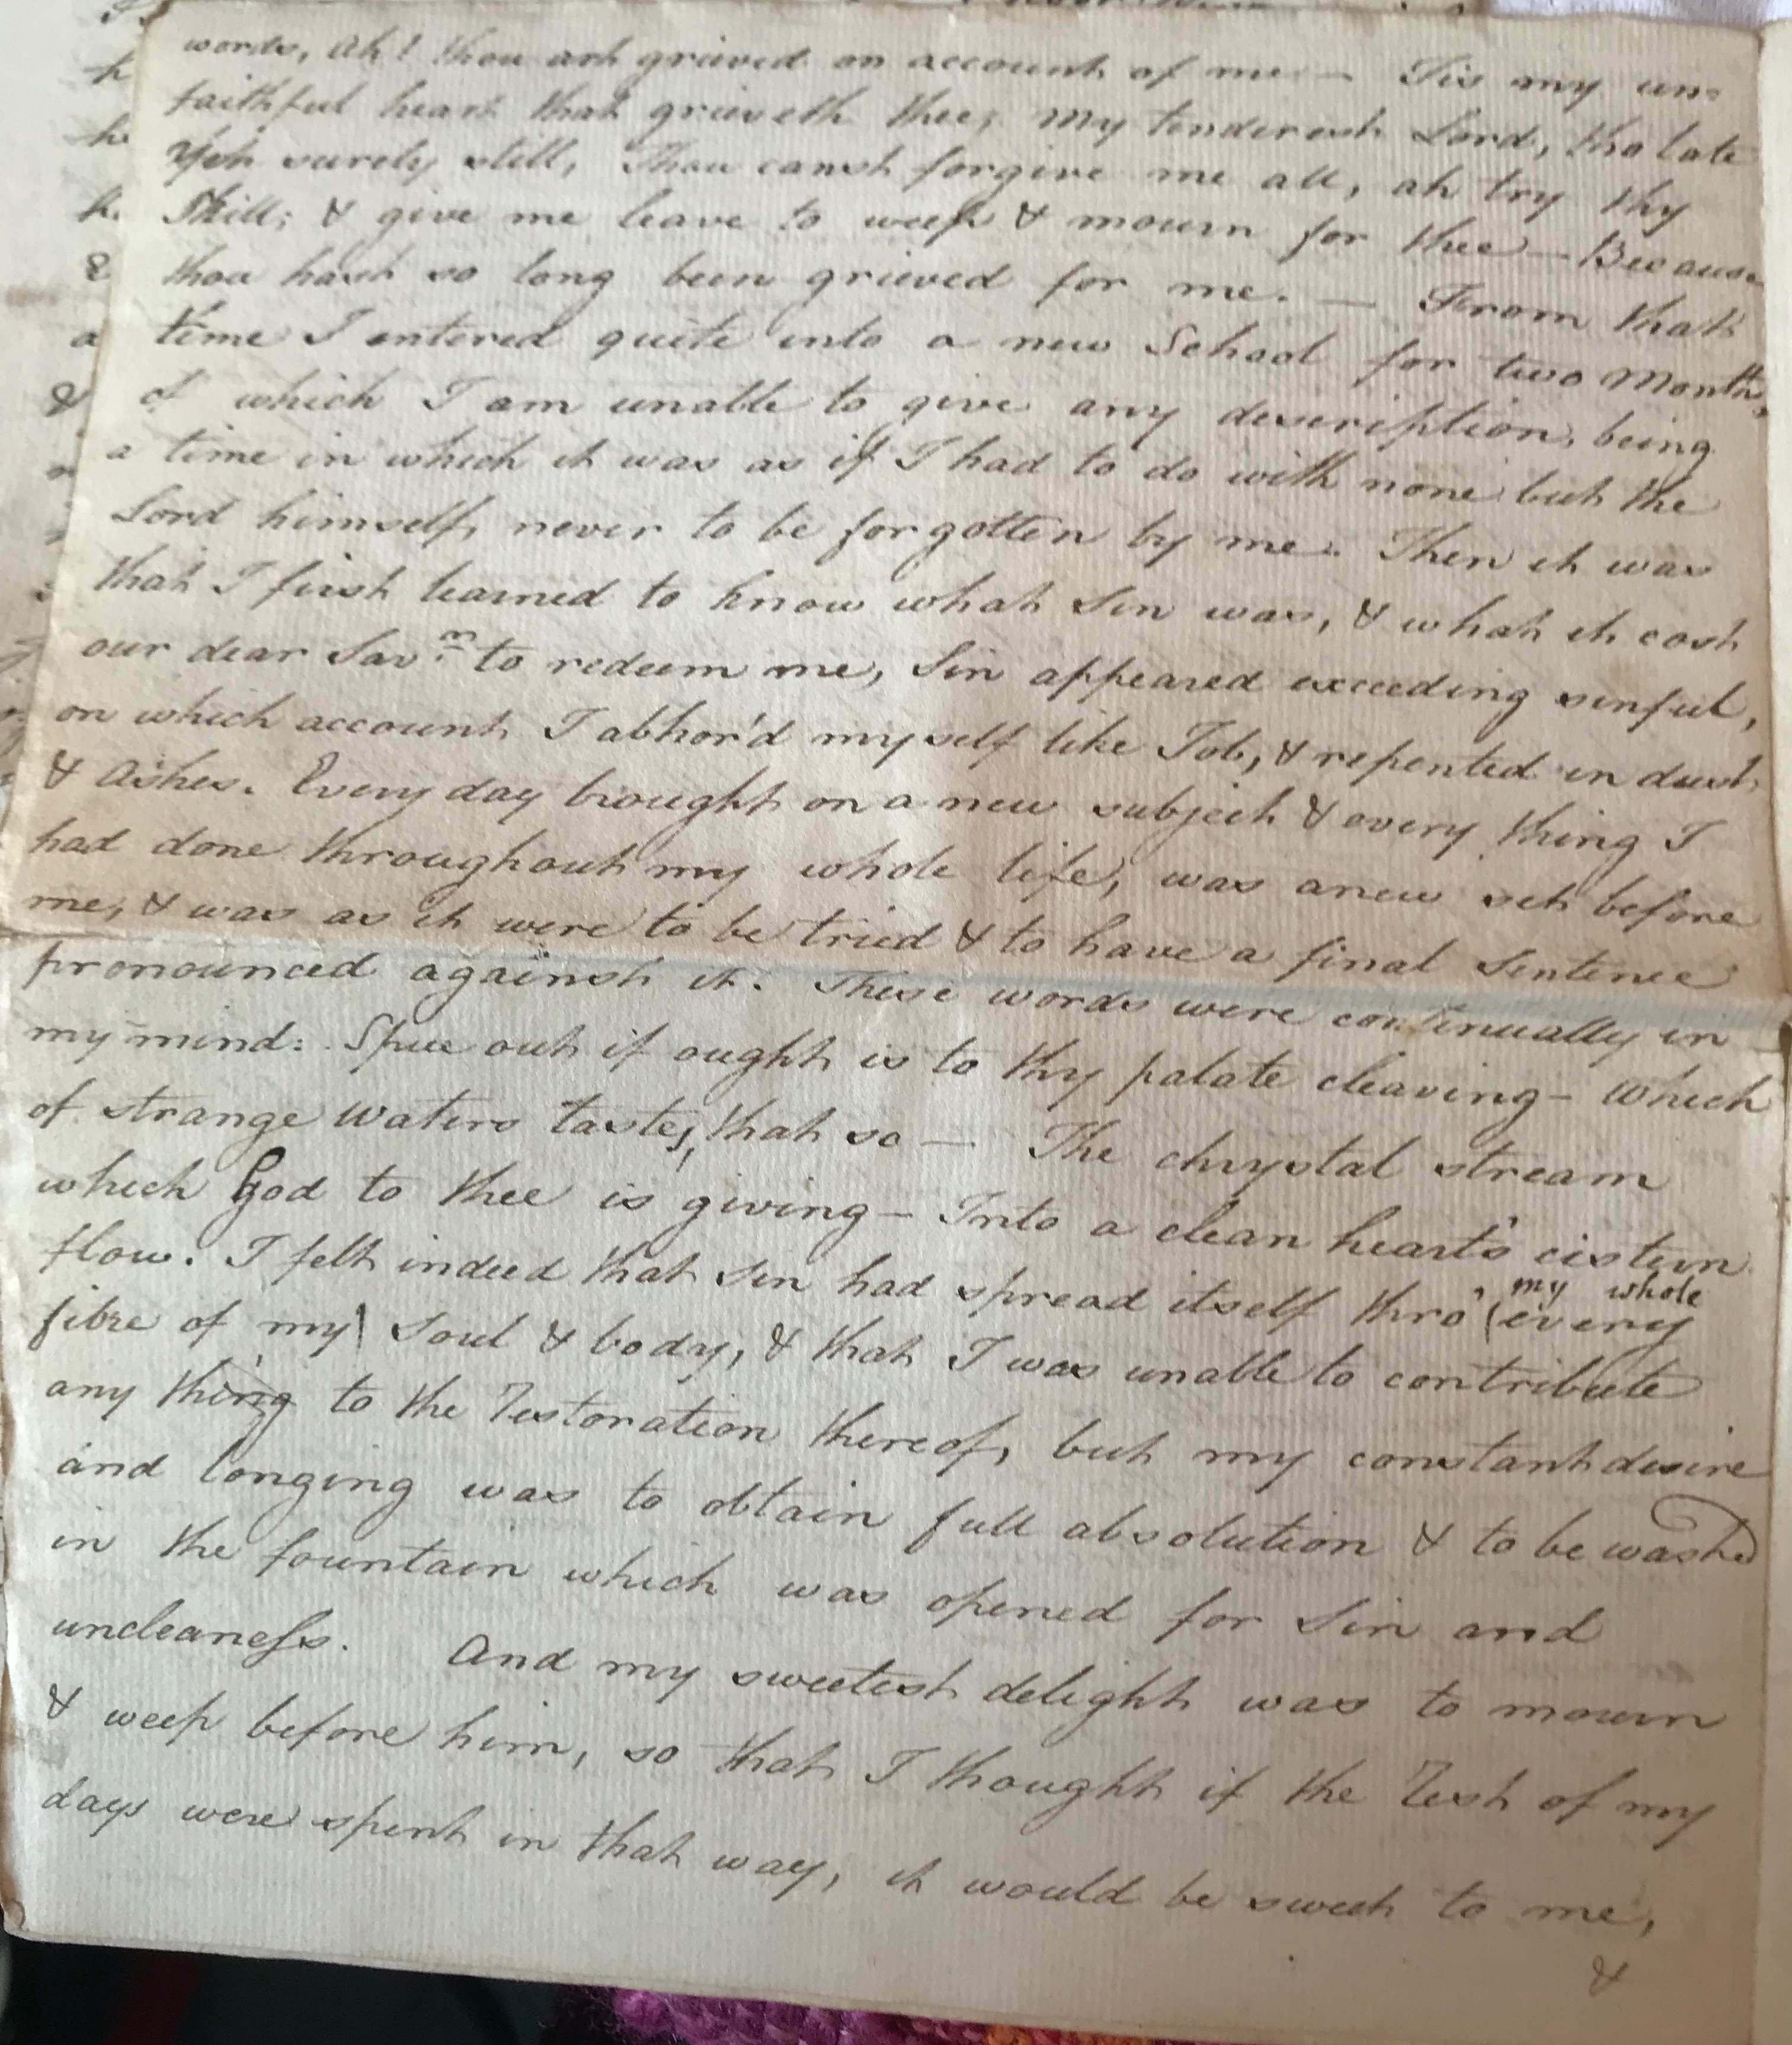 words, Ah! thou art grieved on account of me — Tis my un=
faithful heart that grieveth thee, My tenderest Lord, tho late
Yet surely still, Thou canst forgive me all, ah try thy
Skill; & give me leave to weep & mourn for thee — Because
thou hast so long been grieved for me. — From that
time I entered quite into a new School for two Months,
of which I am unable to give any description, being
a time in which it was as if I had to do with none but the
Lord himself, never to be forgotten by me. Then it was
that I first learned to know what Sin was, & what it cost
our dear Savr. to redeem me, Sin appeared exceeding sinful,
on which account I abhor'd myself like Job, & repented in dust
& Ashes. Every day brought on a new subject & every thing I
had done throughout my whole life, was anew set before
me, & was as it were to be tried & to have a final Sentence
pronounced against it. These words were continually in
my mind: Spue out if ought is to thy palate cleaving — Which
of strange Waters tastes, that so — The chrystal stream
which God to thee is giving — Into a clean heart's cistern
flow. I felt indeed that Sin had spread itself thro' (every
my whole
fibre of my) Soul & body, & that I was unable to contribute
any thing to the Restoration thereof, but my constant desire
and longing was to obtain full absolution & to be washed
in the fountain which was opened for Sin and
uncleaness. And my sweetest delight was to mourn
& weep before him, so that I thought if the Rest of my
days were spent in that way, it would be sweet to me,
&